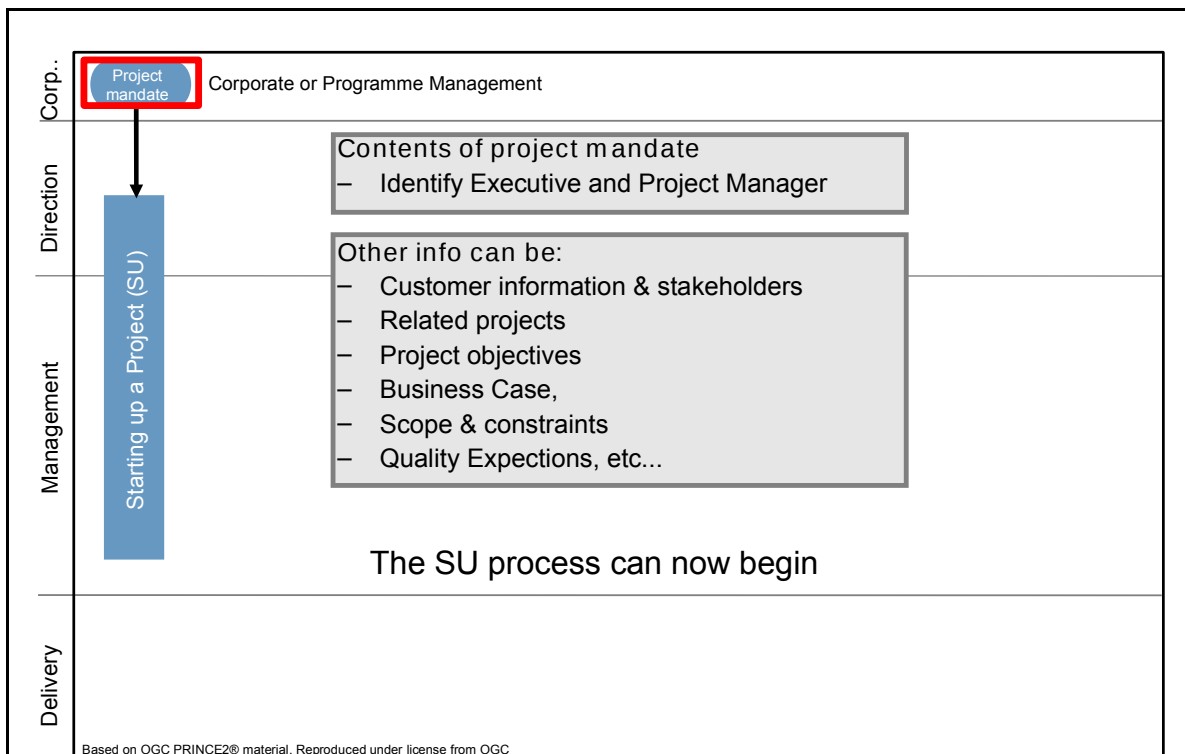 Corp..
Project
mandate
Corporate or Programme Management
Direction
Contents of project mandate
– Identify Executive and Project Manager
Other info can be:
– Customer information & stakeholders
– Related projects
– Project objectives
– Business Case,
– Scope & constraints
– Quality Expections, etc...
Management
Starting up a Project (SU)
The SU process can now begin
Delivery
Based on OGC PRINCE2® material. Reproduced under license from OGC